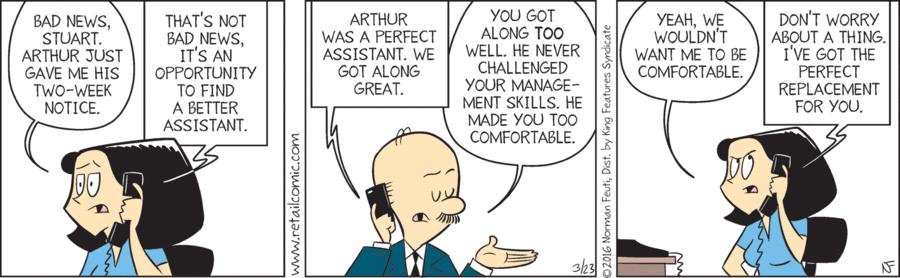 BAD NEWS,
STUART.
ARTHUR JUST
GAVE ME HIS
TWO-WEEK
NOTICE.
THAT'S NOT
BAD NEWS,
IT'S AN
OPPORTUNITY
TO FIND
A BETTER
ASSISTANT.
www.retailcomic.com
ARTHUR
WAS A PERFECT
ASSISTANT. WE
GOT ALONG
GREAT.
YOU GOT
ALONG TOO
WELL. HE NEVER
CHALLENGED
YOUR MANAGE-
MENT SKILLS. HE
MADE YOU TOO
COMFORTABLE.
3/23
©2016 Norman Feuti, Dist. by King Features Syndicate
YEAH, WE
WOULDN'T
WANT ME TO BE
COMFORTABLE.
DON'T WORRY
ABOUT A THING.
I'VE GOT THE
PERFECT
REPLACEMENT
FOR YOU.
NF